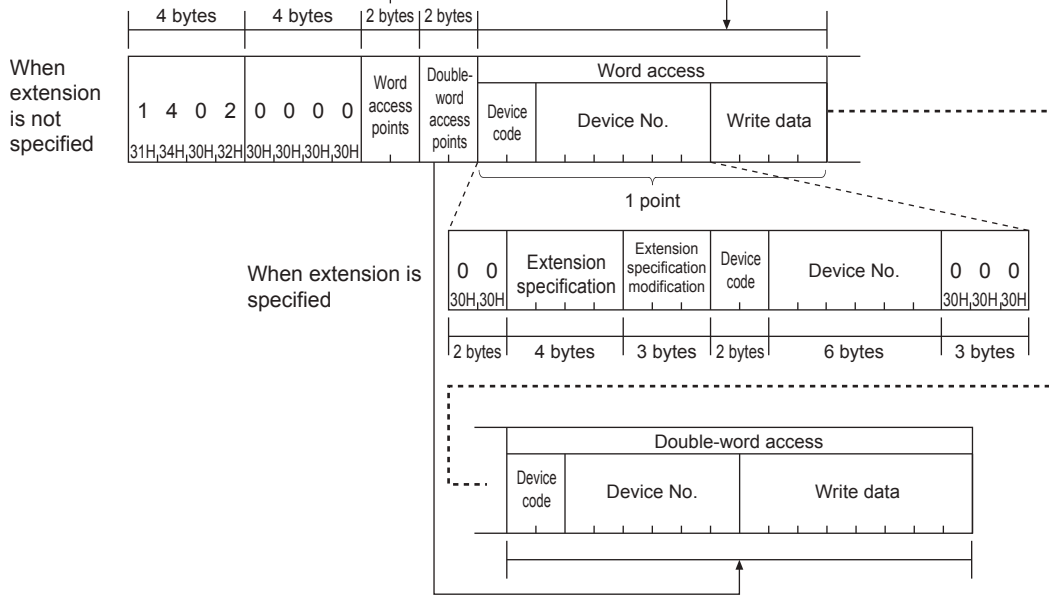 4 bytes 4 bytes 2 bytes 2 bytes
When
extension
is not
specified
1 4 0 2
31H,34H,30H,32H
0 0 0 0
30H,30H,30H,30H
Word
access
points
Double-
word
access
points
Word access
Device
code
Device No.
Write data
1 point
When extension is
specified
0 0
30H,30H
Extension
specification
Extension
specification
modification
Device
code
Device No.
0 0 0
30H,30H,30H
2 bytes 4 bytes 3 bytes 2 bytes 6 bytes 3 bytes
Double-word access
Device
code
Device No.
Write data